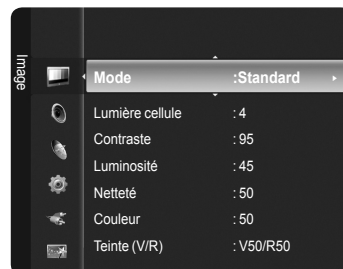 Image
Mode :Standard
Lumière cellule : 4
Contraste : 95
Luminosité : 45
Netteté : 50
Couleur : 50
Teinte (V/R) : V50/R50